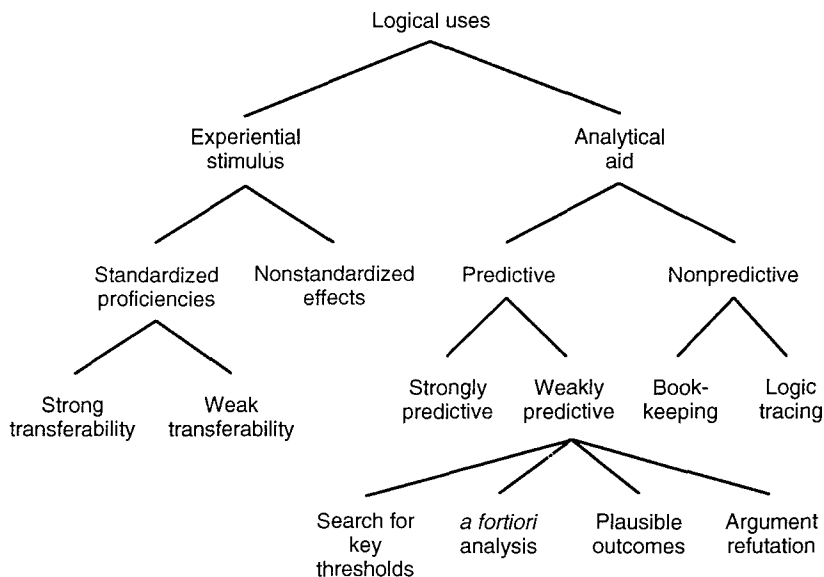 Logical uses
Experiential
stimulus
Analytical
aid
Standardized
proficiencies
Nonstandardized
effects
Predictive
Nonpredictive
Strong
transferability
Weak
transferability
Strongly
predictive
Weakly
predictive
Book-
keeping
Logic
tracing
Search for
key
thresholds
a fortiori
analysis
Plausible
outcomes
Argument
refutation